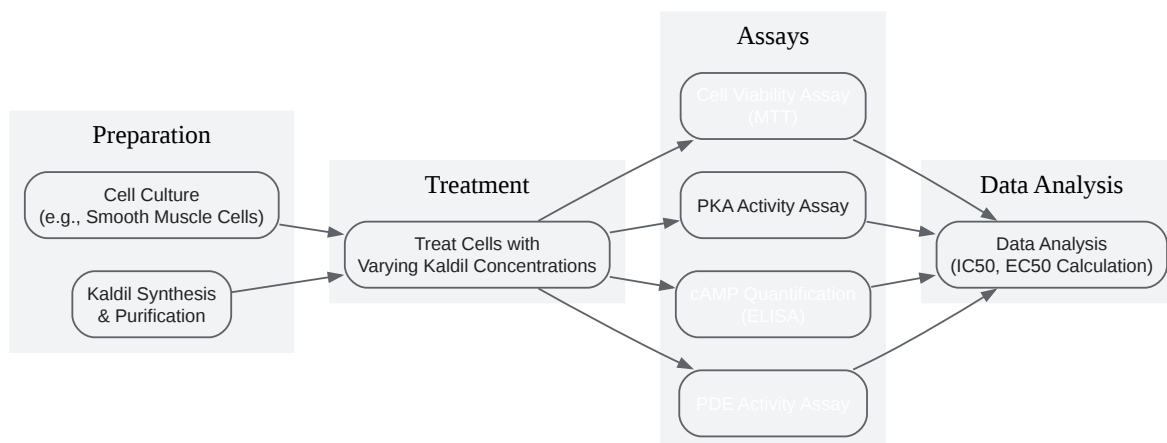 Preparation
Cell Culture
(e.g., Smooth Muscle Cells)
Kaldil Synthesis
& Purification
Treatment
Treat Cells with
Varying Kaldil Concentrations
Assays
Cell Viability Assay
(MTT)
PKA Activity Assay
cAMP Quantification
(ELISA)
PDE Activity Assay
Data Analysis
Data Analysis
(IC50, EC50 Calculation)